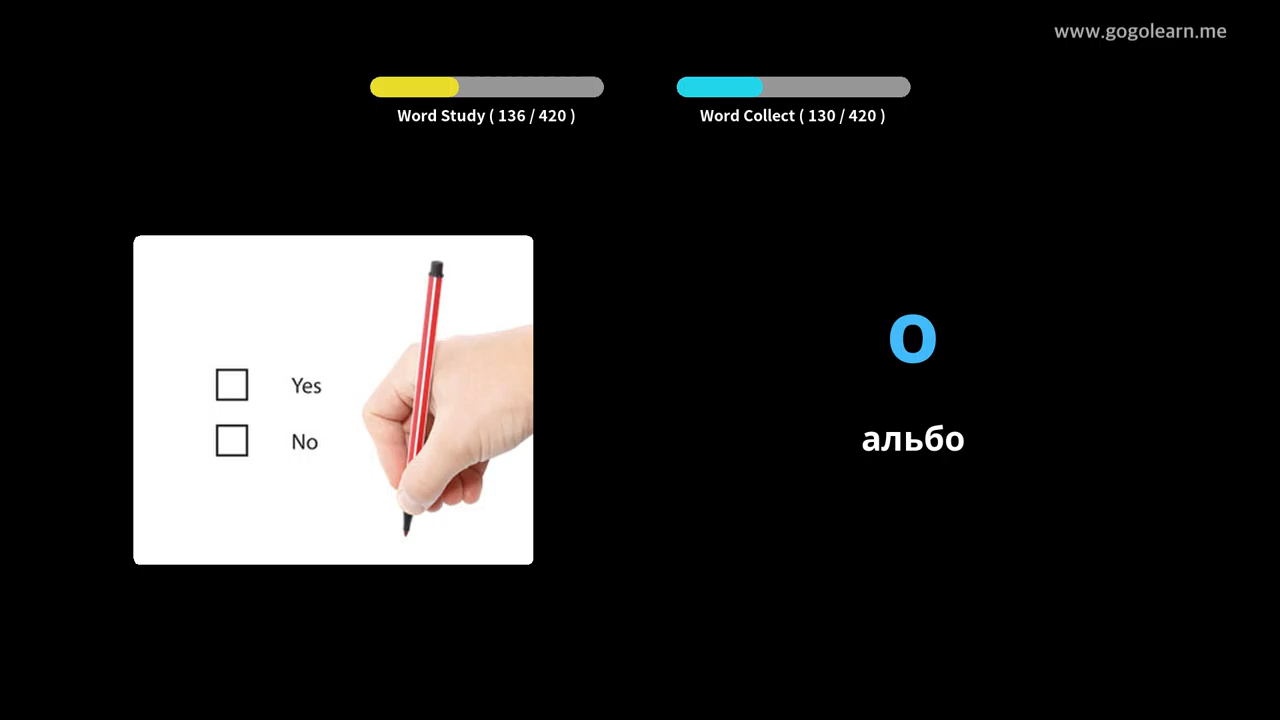 www.gogolearn.me
Word Study ( 136 / 420 )
Word Collect ( 130 / 420 )
Yes
No
o
альбо